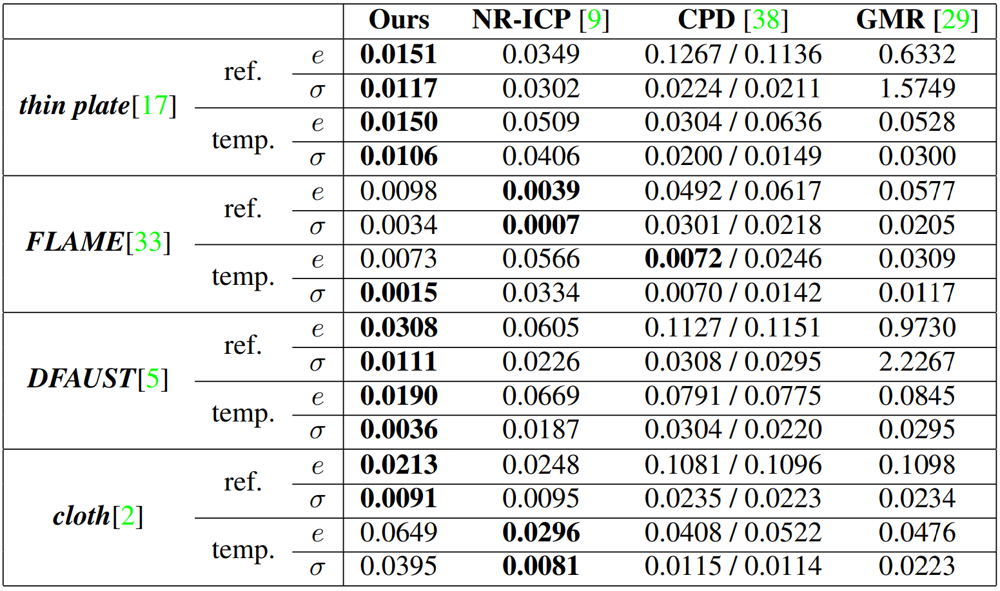 Ours NR-ICP [9] CPD [38] GMR [29]
thin plate[17] ref. e 0.0151 0.0349 0.1267 / 0.1136 0.6332
σ 0.0117 0.0302 0.0224 / 0.0211 1.5749
temp. e 0.0150 0.0509 0.0304 / 0.0636 0.0528
σ 0.0106 0.0406 0.0200 / 0.0149 0.0300
FLAME[33] ref. e 0.0098 0.0039 0.0492 / 0.0617 0.0577
σ 0.0034 0.0007 0.0301 / 0.0218 0.0205
temp. e 0.0073 0.0566 0.0072 / 0.0246 0.0309
σ 0.0015 0.0334 0.0070 / 0.0142 0.0117
DFAUST[5] ref. e 0.0308 0.0605 0.1127 / 0.1151 0.9730
σ 0.0111 0.0226 0.0308 / 0.0295 2.2267
temp. e 0.0190 0.0669 0.0791 / 0.0775 0.0845
σ 0.0036 0.0187 0.0304 / 0.0220 0.0295
cloth[2] ref. e 0.0213 0.0248 0.1081 / 0.1096 0.1098
σ 0.0091 0.0095 0.0235 / 0.0223 0.0234
temp. e 0.0649 0.0296 0.0408 / 0.0522 0.0476
σ 0.0395 0.0081 0.0115 / 0.0114 0.0223